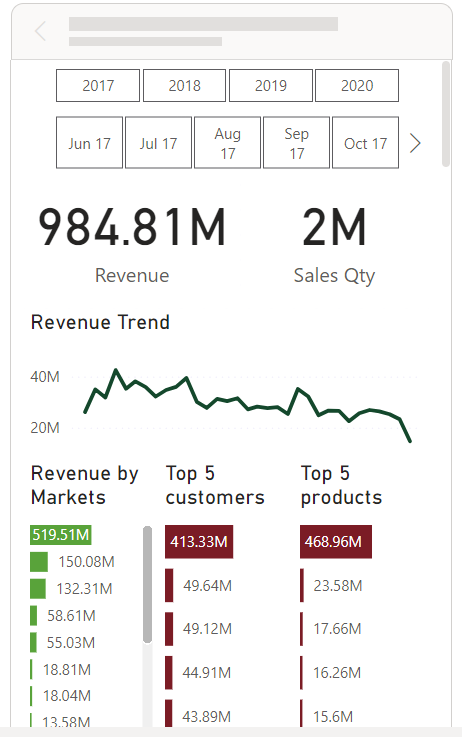 2017 2018 2019 2020
Jun 17 Jul 17 Aug 17 Sep 17 Oct 17
984.81M 2M
Revenue Sales Qty
Revenue Trend
40M
20M
Revenue by Markets
Top 5 customers
Top 5 products
519.51M 413.33M 468.96M
150.08M 49.64M 23.58M
132.31M 49.12M 17.66M
58.61M 44.91M 16.26M
55.03M 43.89M 15.6M
18.81M
18.04M
13.58M